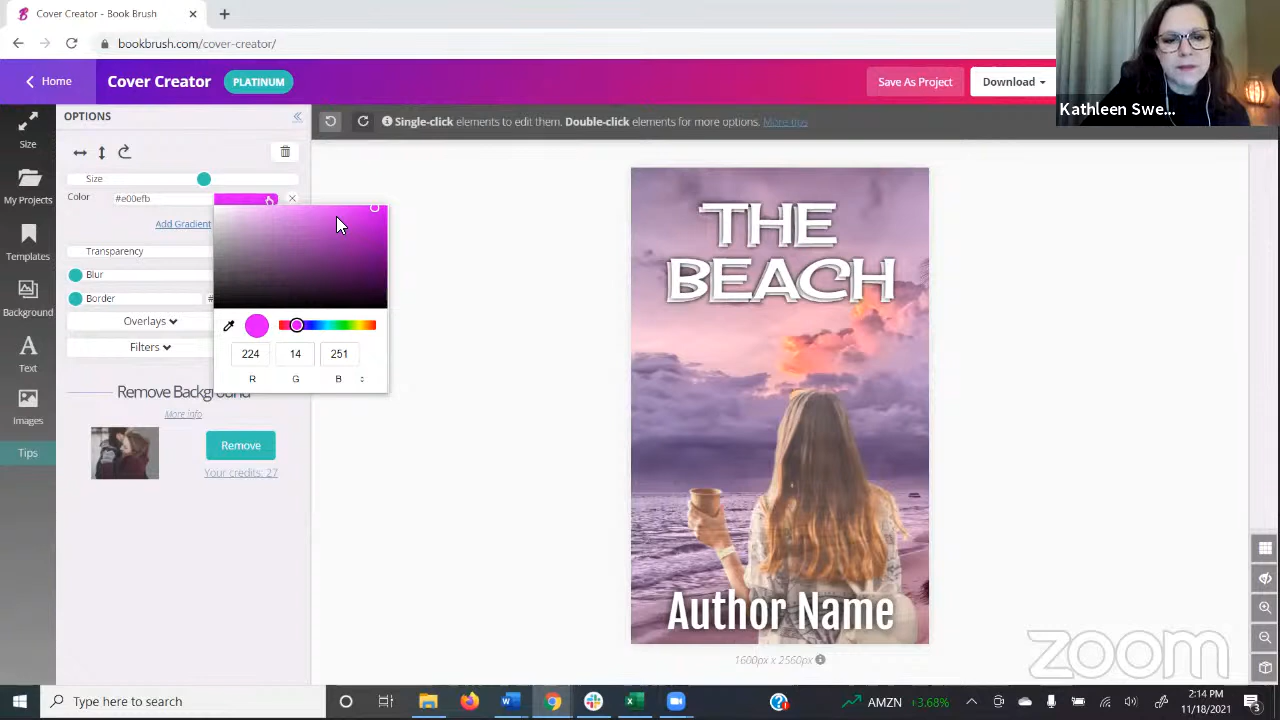 Cover Creator - Book Brush
bookbrush.com/cover-creator/
Home
Cover Creator
PLATINUM
Save As Project
Download
Kathleen Swe...
OPTIONS
Single-click elements to edit them. Double-click elements for more options. More tips
Size
My Projects
Templates
Background
Text
Images
Tips
Size
Color
#e00efb
Add Gradient
Transparency
Blur
Border
#
Overlays
Filters
224
14
251
R
G
B
Remove Background
More info
Remove
Your credits: 27
THE
BEACH
Author Name
1600px x 2560px
zoom
Type here to search
AMZN +3.68%
2:14 PM
11/18/2021
3